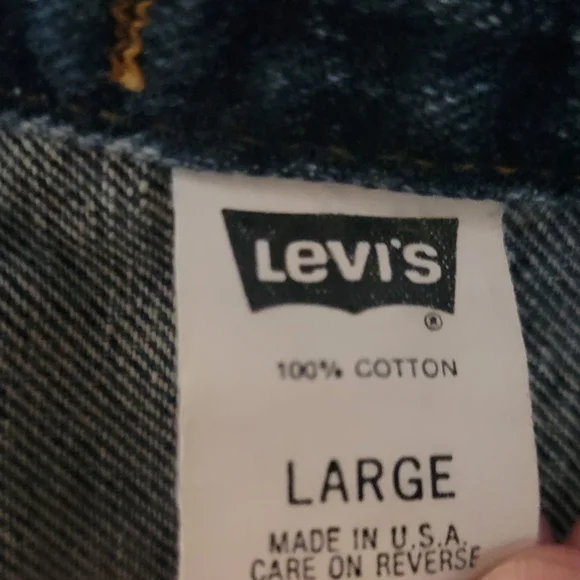 Levi's
®
100% COTTON
LARGE
MADE IN U.S.A.
CARE ON REVERSE